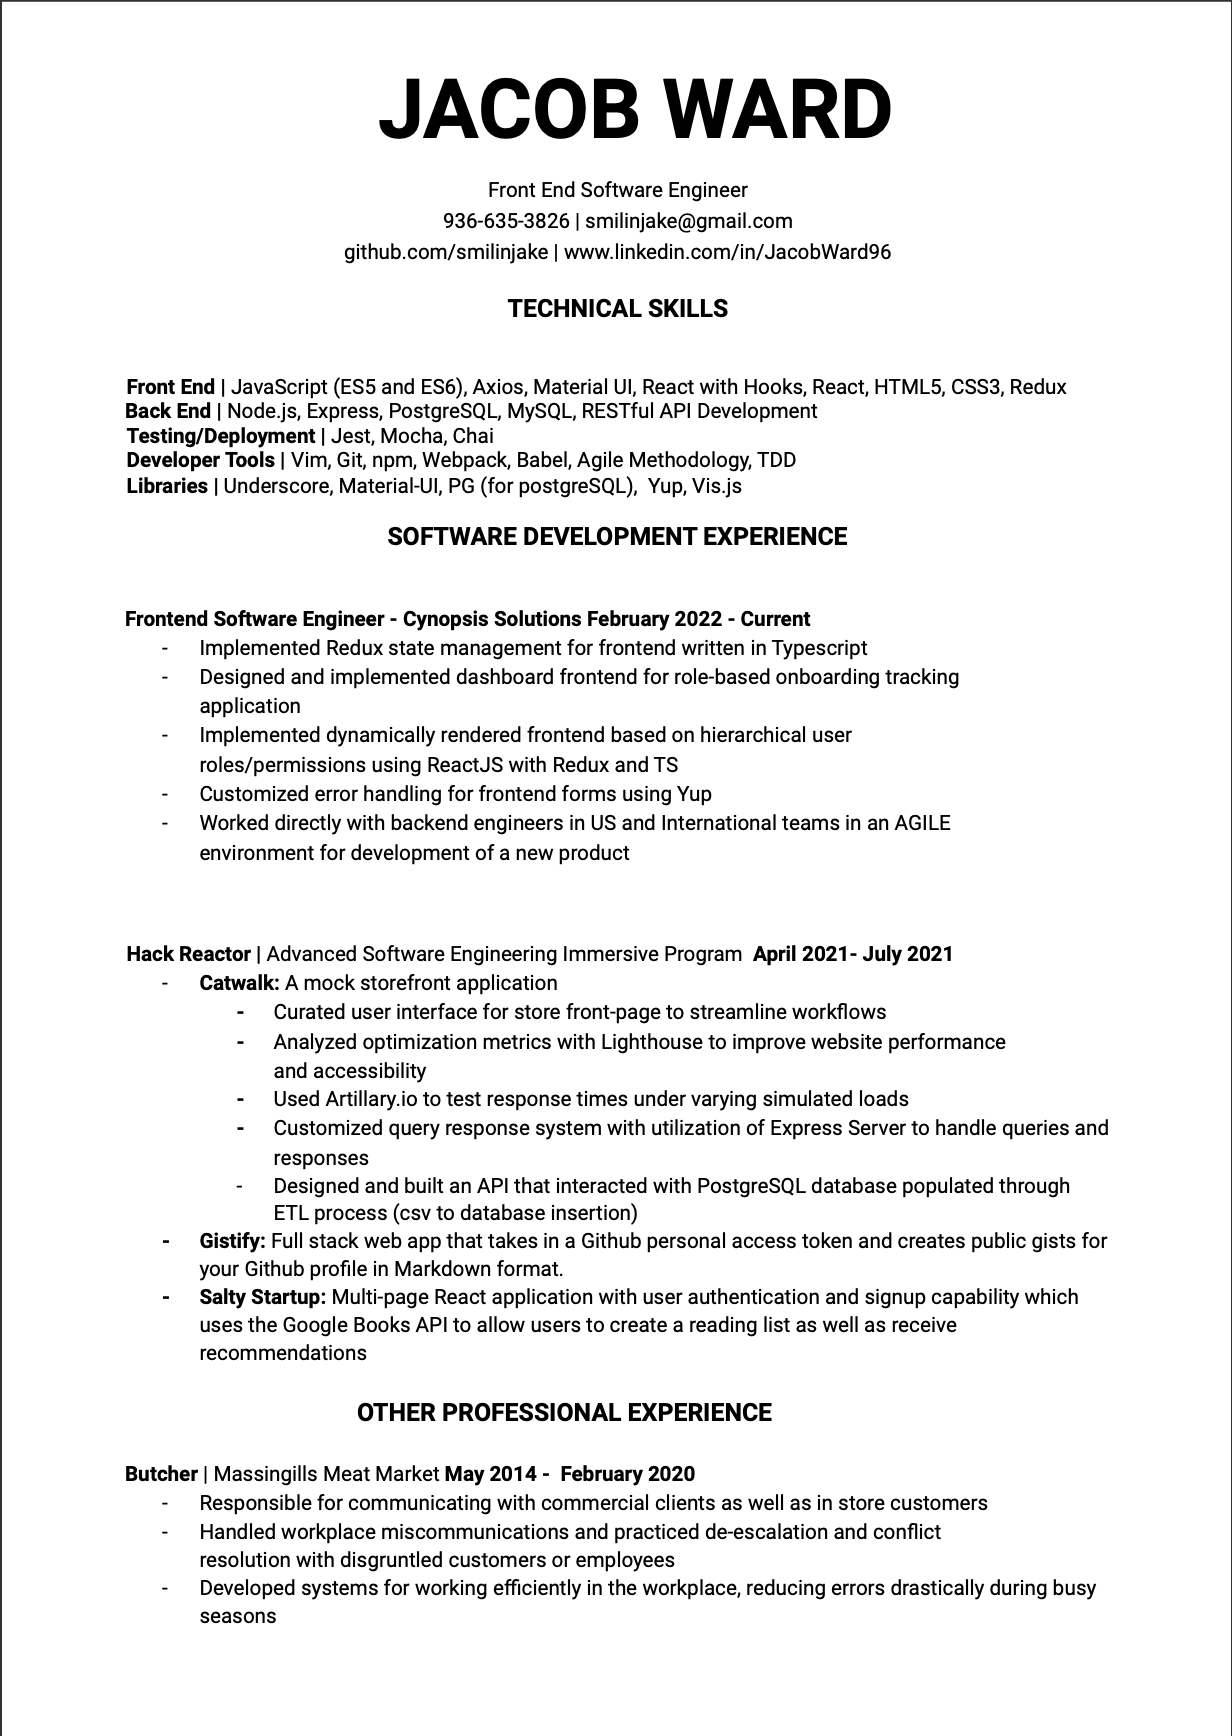 JACOB WARD
Front End Software Engineer
936-635-3826 | smilinjake@gmail.com
github.com/smilinjake | www.linkedin.com/in/JacobWard96
TECHNICAL SKILLS
Front End | JavaScript (ES5 and ES6), Axios, Material UI, React with Hooks, React, HTML5, CSS3, Redux
Back End | Node.js, Express, PostgreSQL, MySQL, RESTful API Development
Testing/Deployment | Jest, Mocha, Chai
Developer Tools | Vim, Git, npm, Webpack, Babel, Agile Methodology, TDD
Libraries | Underscore, Material-UI, PG (for postgreSQL),  Yup, Vis.js
SOFTWARE DEVELOPMENT EXPERIENCE
Frontend Software Engineer - Cynopsis Solutions February 2022 - Current
- Implemented Redux state management for frontend written in Typescript
- Designed and implemented dashboard frontend for role-based onboarding tracking
application
- Implemented dynamically rendered frontend based on hierarchical user
roles/permissions using ReactJS with Redux and TS
- Customized error handling for frontend forms using Yup
- Worked directly with backend engineers in US and International teams in an AGILE
environment for development of a new product
Hack Reactor | Advanced Software Engineering Immersive Program  April 2021- July 2021
- Catwalk: A mock storefront application
- Curated user interface for store front-page to streamline workflows
- Analyzed optimization metrics with Lighthouse to improve website performance
and accessibility
- Used Artillary.io to test response times under varying simulated loads
- Customized query response system with utilization of Express Server to handle queries and
responses
- Designed and built an API that interacted with PostgreSQL database populated through
ETL process (csv to database insertion)
- Gistify: Full stack web app that takes in a Github personal access token and creates public gists for
your Github profile in Markdown format.
- Salty Startup: Multi-page React application with user authentication and signup capability which
uses the Google Books API to allow users to create a reading list as well as receive
recommendations
OTHER PROFESSIONAL EXPERIENCE
Butcher | Massingills Meat Market May 2014 -  February 2020
- Responsible for communicating with commercial clients as well as in store customers
- Handled workplace miscommunications and practiced de-escalation and conflict
resolution with disgruntled customers or employees
- Developed systems for working efficiently in the workplace, reducing errors drastically during busy
seasons